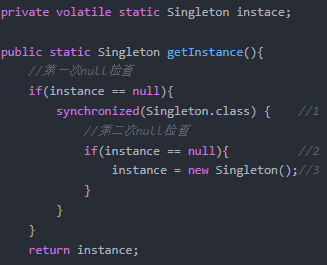 private volatile static Singleton instace;
public static Singleton getInstance(){
//第一次null检查
if(instance == null){
synchronized(Singleton.class) { //1
//第二次null检查
if(instance == null){ //2
instance = new Singleton();//3
}
}
}
return instance;